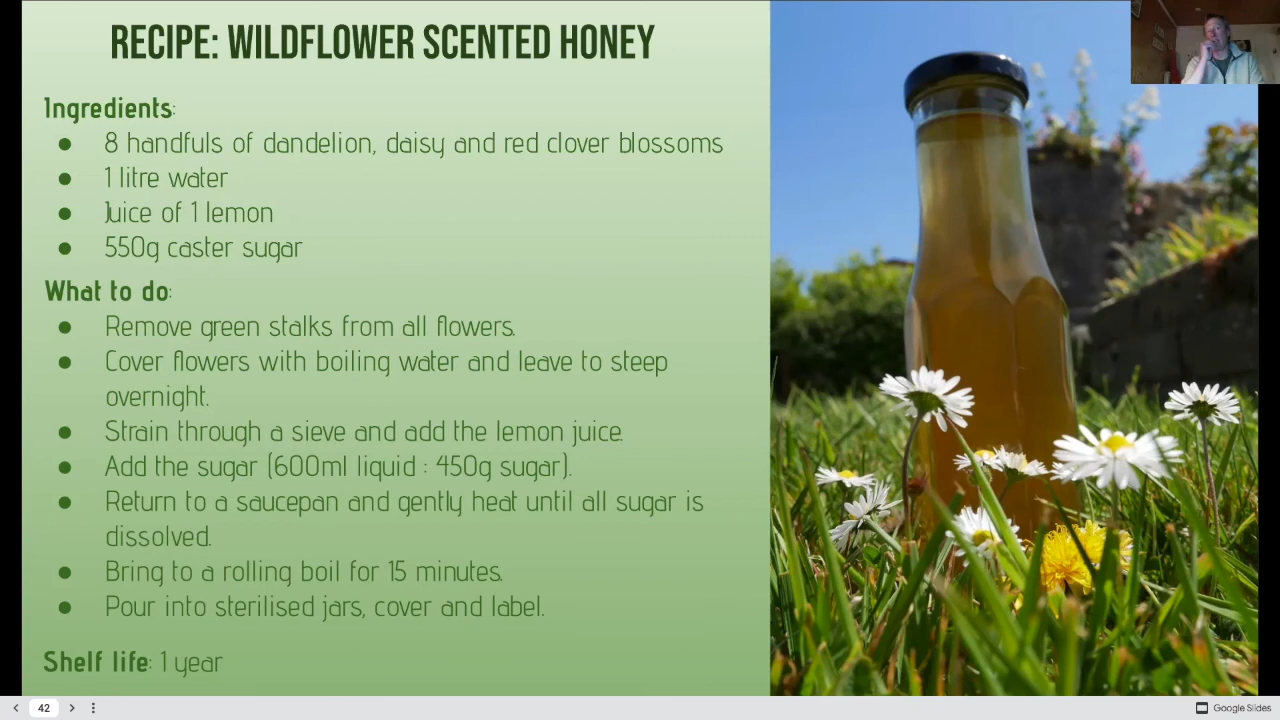 RECIPE: WILDFLOWER SCENTED HONEY
Ingredients:
● 8 handfuls of dandelion, daisy and red clover blossoms
● 1 litre water
● Juice of 1 lemon
● 550g caster sugar
What to do:
● Remove green stalks from all flowers.
● Cover flowers with boiling water and leave to steep
overnight.
● Strain through a sieve and add the lemon juice.
● Add the sugar (600ml liquid : 450g sugar).
● Return to a saucepan and gently heat until all sugar is
dissolved.
● Bring to a rolling boil for 15 minutes.
● Pour into sterilised jars, cover and label.
Shelf life: 1 year
42
Google Slides